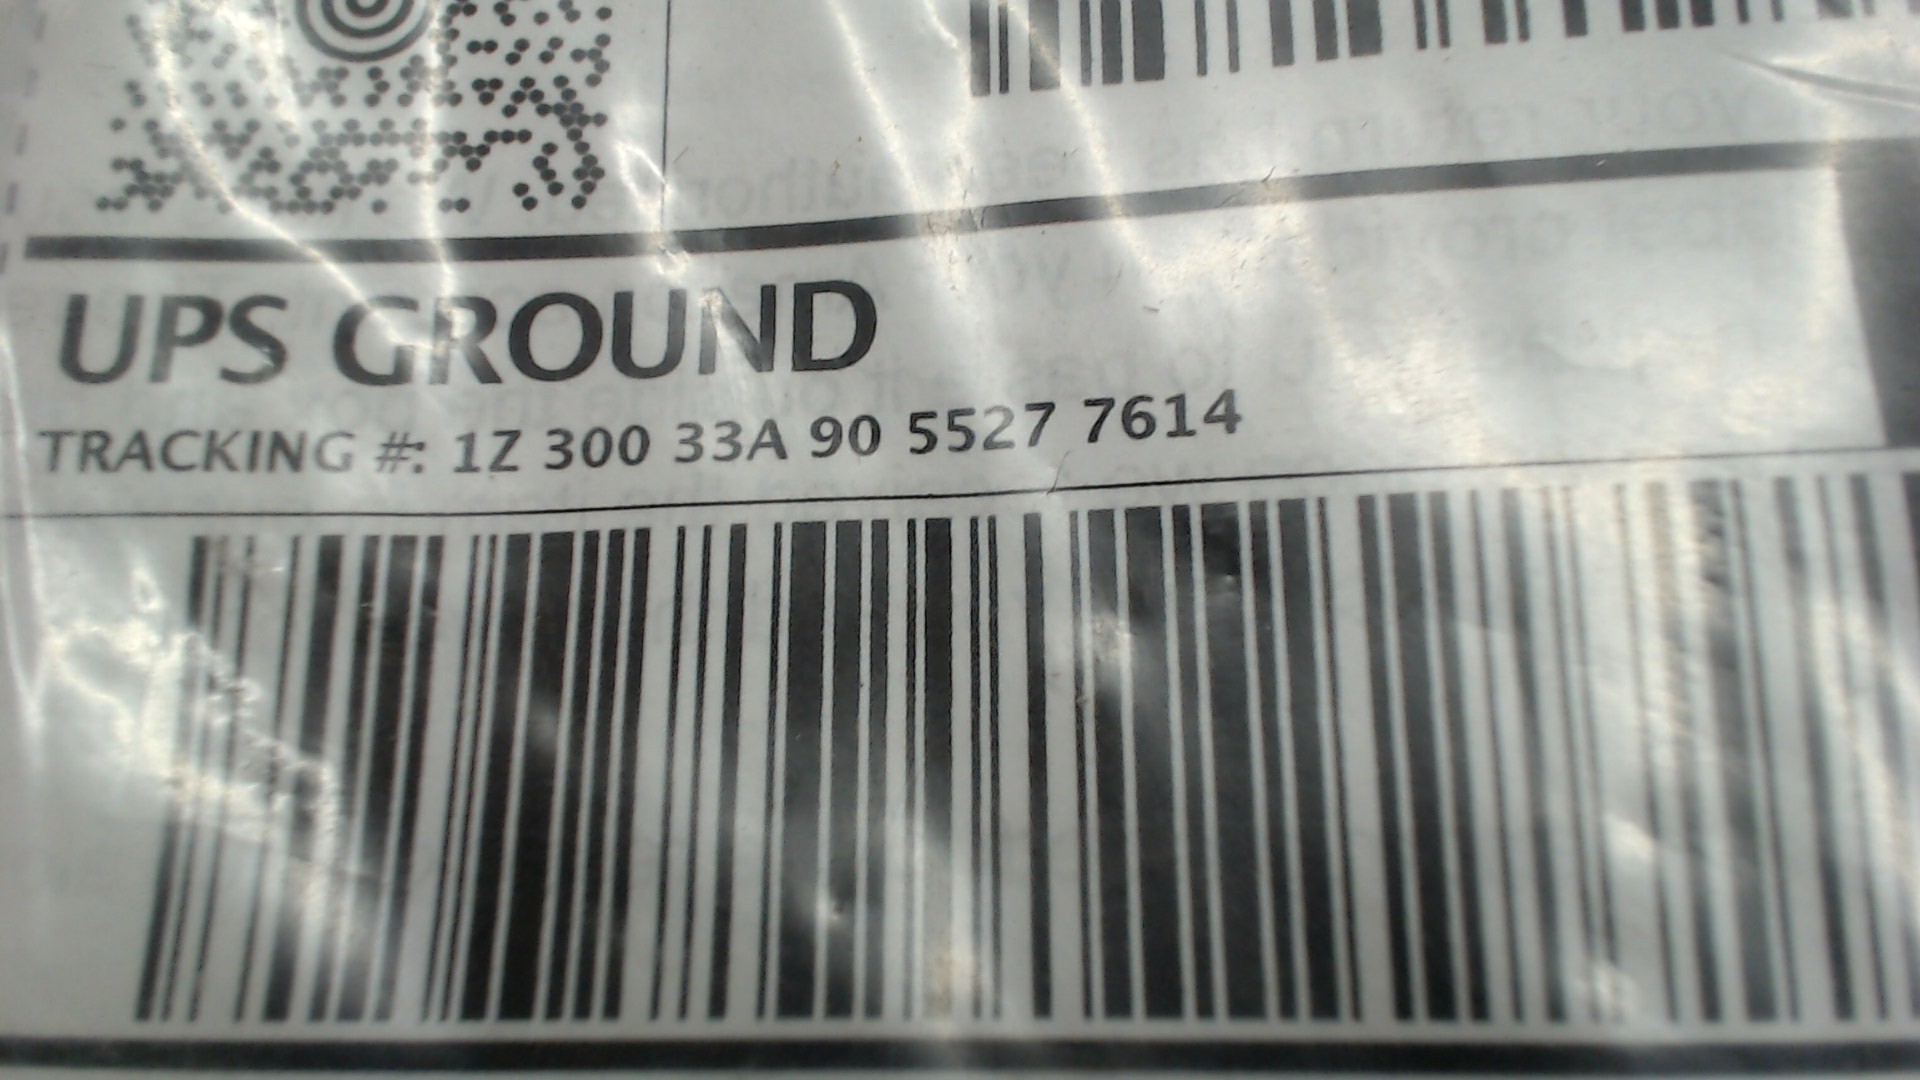 UPS GROUND
TRACKING #: 1Z 300 33A 90 5527 7614